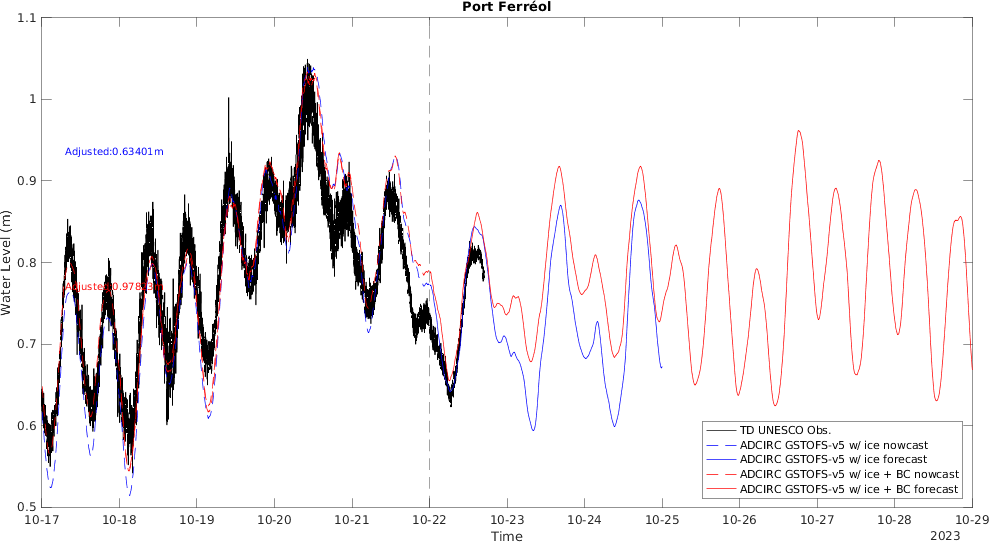 Port Ferréol
1.1
1
0.9
0.8
0.7
0.6
0.5
Water Level (m)
Adjusted:0.63401m
10-17
10-18
10-19
10-20
10-21
10-22
10-23
10-24
10-25
10-26
10-27
10-28
10-29
Time
2023
TD UNESCO Obs.
ADCIRC GSTOFS-v5 w/ ice nowcast
ADCIRC GSTOFS-v5 w/ ice forecast
ADCIRC GSTOFS-v5 w/ ice + BC nowcast
ADCIRC GSTOFS-v5 w/ ice + BC forecast